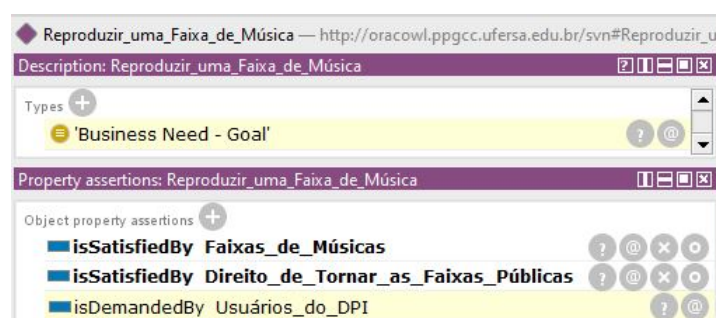 Reproduzir_uma_Faixa_de_Música — http://oracowl.ppgcc.ufersa.edu.br/svn#Reproduzir_u
Description: Reproduzir_uma_Faixa_de_Música
Types
'Business Need - Goal'
Property assertions: Reproduzir_uma_Faixa_de_Música
Object property assertions
isSatisfiedBy Faixas_de_Músicas
isSatisfiedBy Direito_de_Tornar_as_Faixas_Públicas
isDemandedBy Usuários_do_DPI